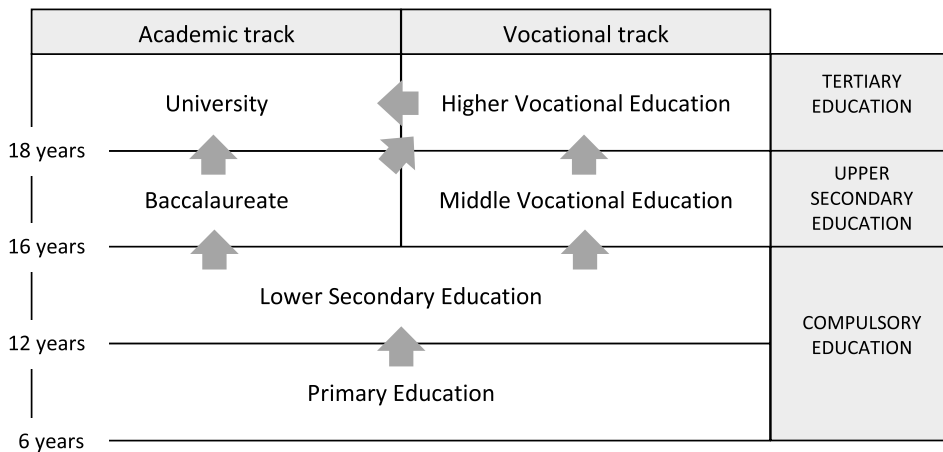 Academic track
Vocational track
University
Higher Vocational Education
TERTIARY
EDUCATION
18 years
Baccalaureate
Middle Vocational Education
UPPER
SECONDARY
EDUCATION
16 years
Lower Secondary Education
12 years
COMPULSORY
EDUCATION
Primary Education
6 years